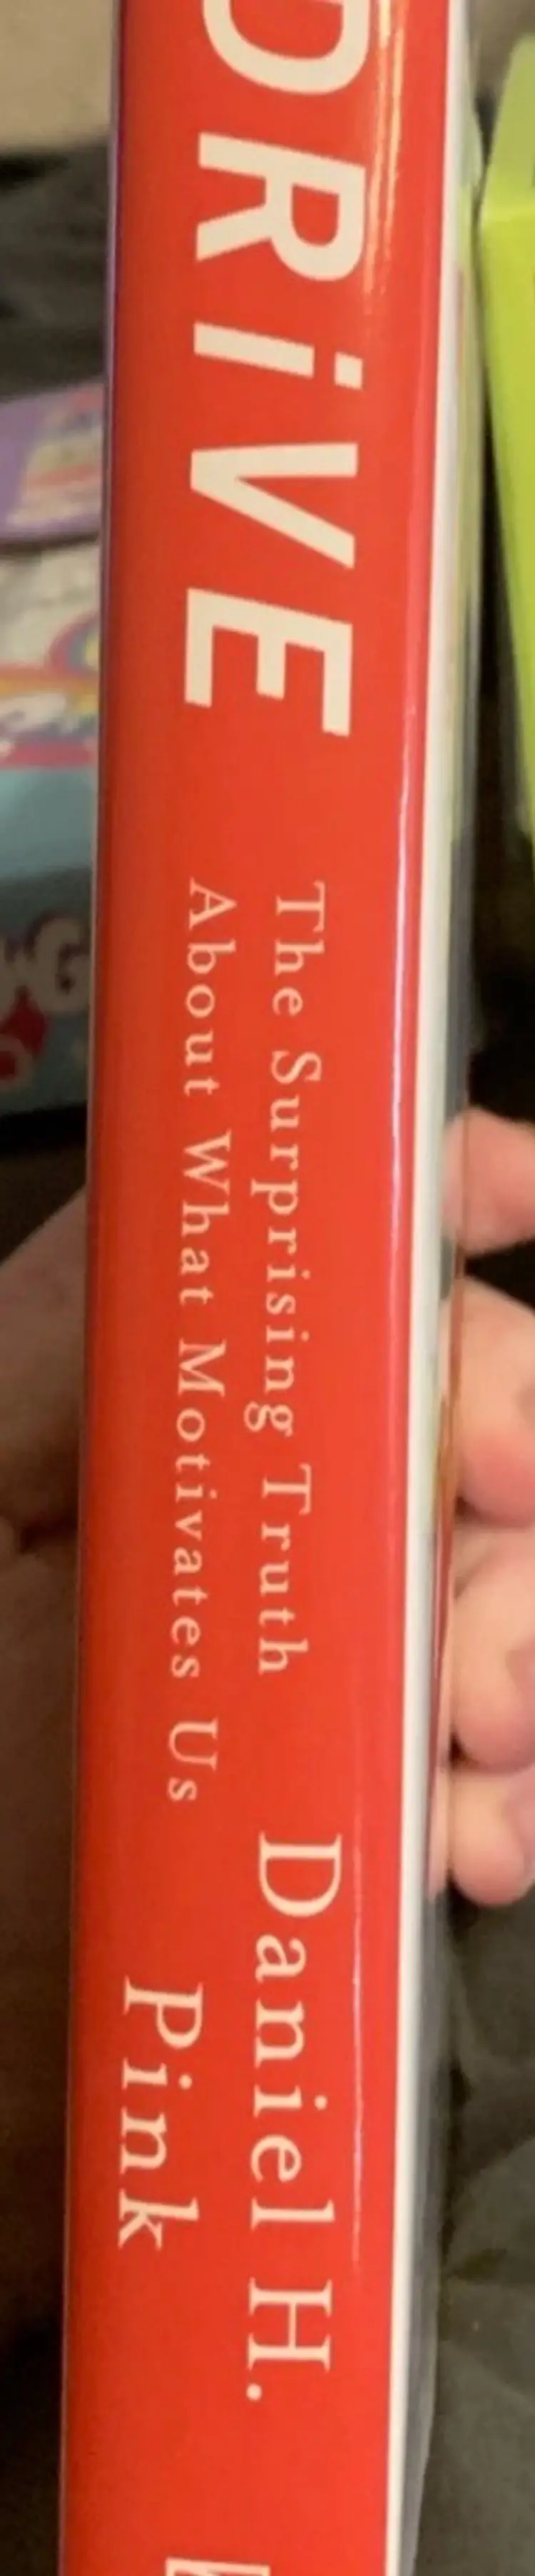 DRiVE
The Surprising Truth
About What Motivates Us
Daniel H.
Pink